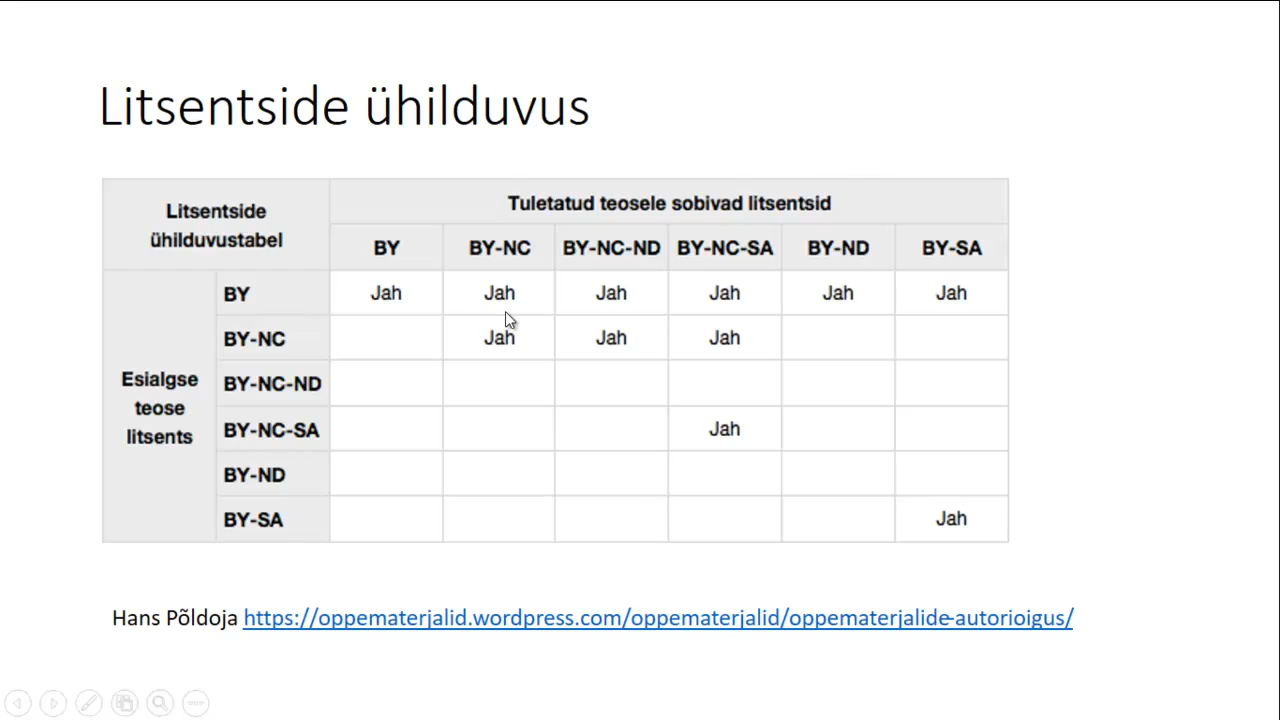 Litsentside ühilduvus
Litsentside ühilduvustabel
Tuletatud teosele sobivad litsentsid
BY BY-NC BY-NC-ND BY-NC-SA BY-ND BY-SA
Esialgse teose litsents
BY Jah Jah Jah Jah Jah Jah
BY-NC Jah Jah Jah
BY-NC-ND
BY-NC-SA Jah
BY-ND
BY-SA Jah
Hans Põldoja https://oppematerjalid.wordpress.com/oppematerjalid/oppematerjalide-autorioigus/